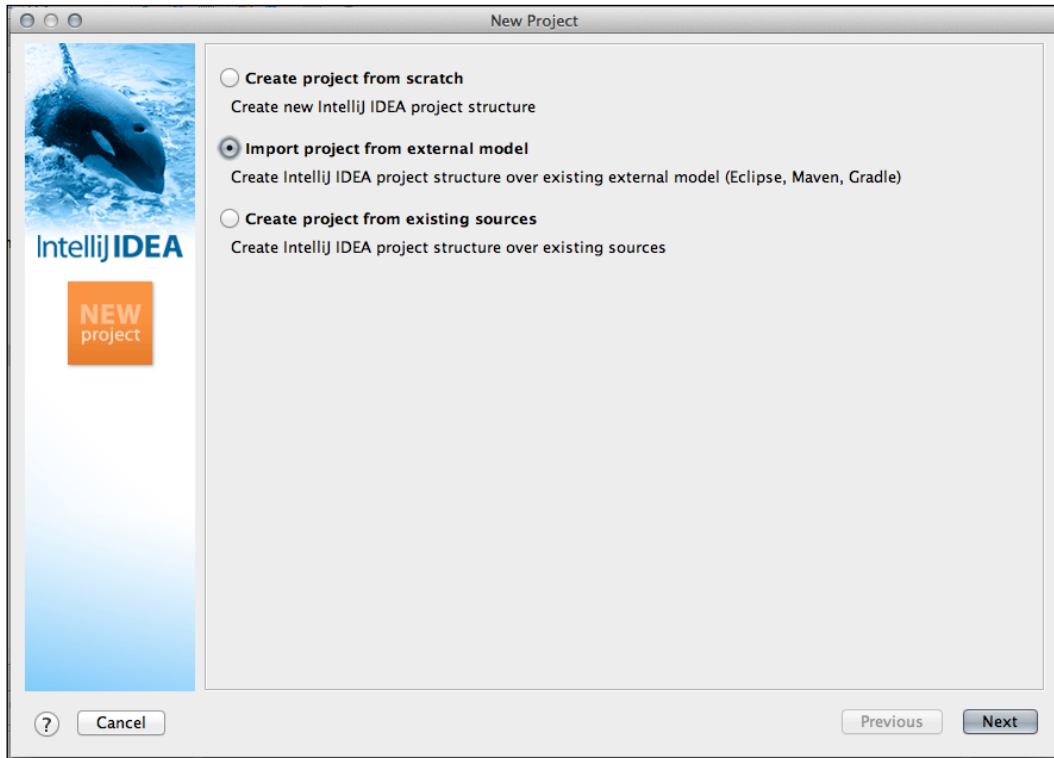 New Project
Create project from scratch
Create new IntelliJ IDEA project structure
Import project from external model
Create IntelliJ IDEA project structure over existing external model (Eclipse, Maven, Gradle)
Create project from existing sources
Create IntelliJ IDEA project structure over existing sources
IntelliJ IDEA
NEW
project
?
Cancel
Previous
Next